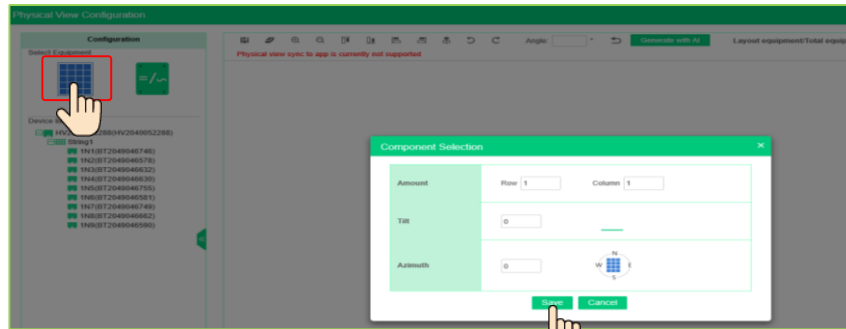 Physical View Configuration
Configuration
Select Equipment
Angle: °
Generate with AI
Layout equipment/Total equip
Physical view sync to app is currently not supported
=/~
HV2040052288)
String1
1N1(BT2049046746)
1N2(BT2049046578)
1N3(BT2049046632)
1N4(BT2049046630)
1N5(BT2049046755)
1N6(BT2049046581)
1N7(BT2049046749)
1N8(BT2049046662)
1N9(BT2049046590)
Component Selection ×
Amount Row 1 Column 1
Tilt 0
Azimuth 0
N
W E
S
Save Cancel